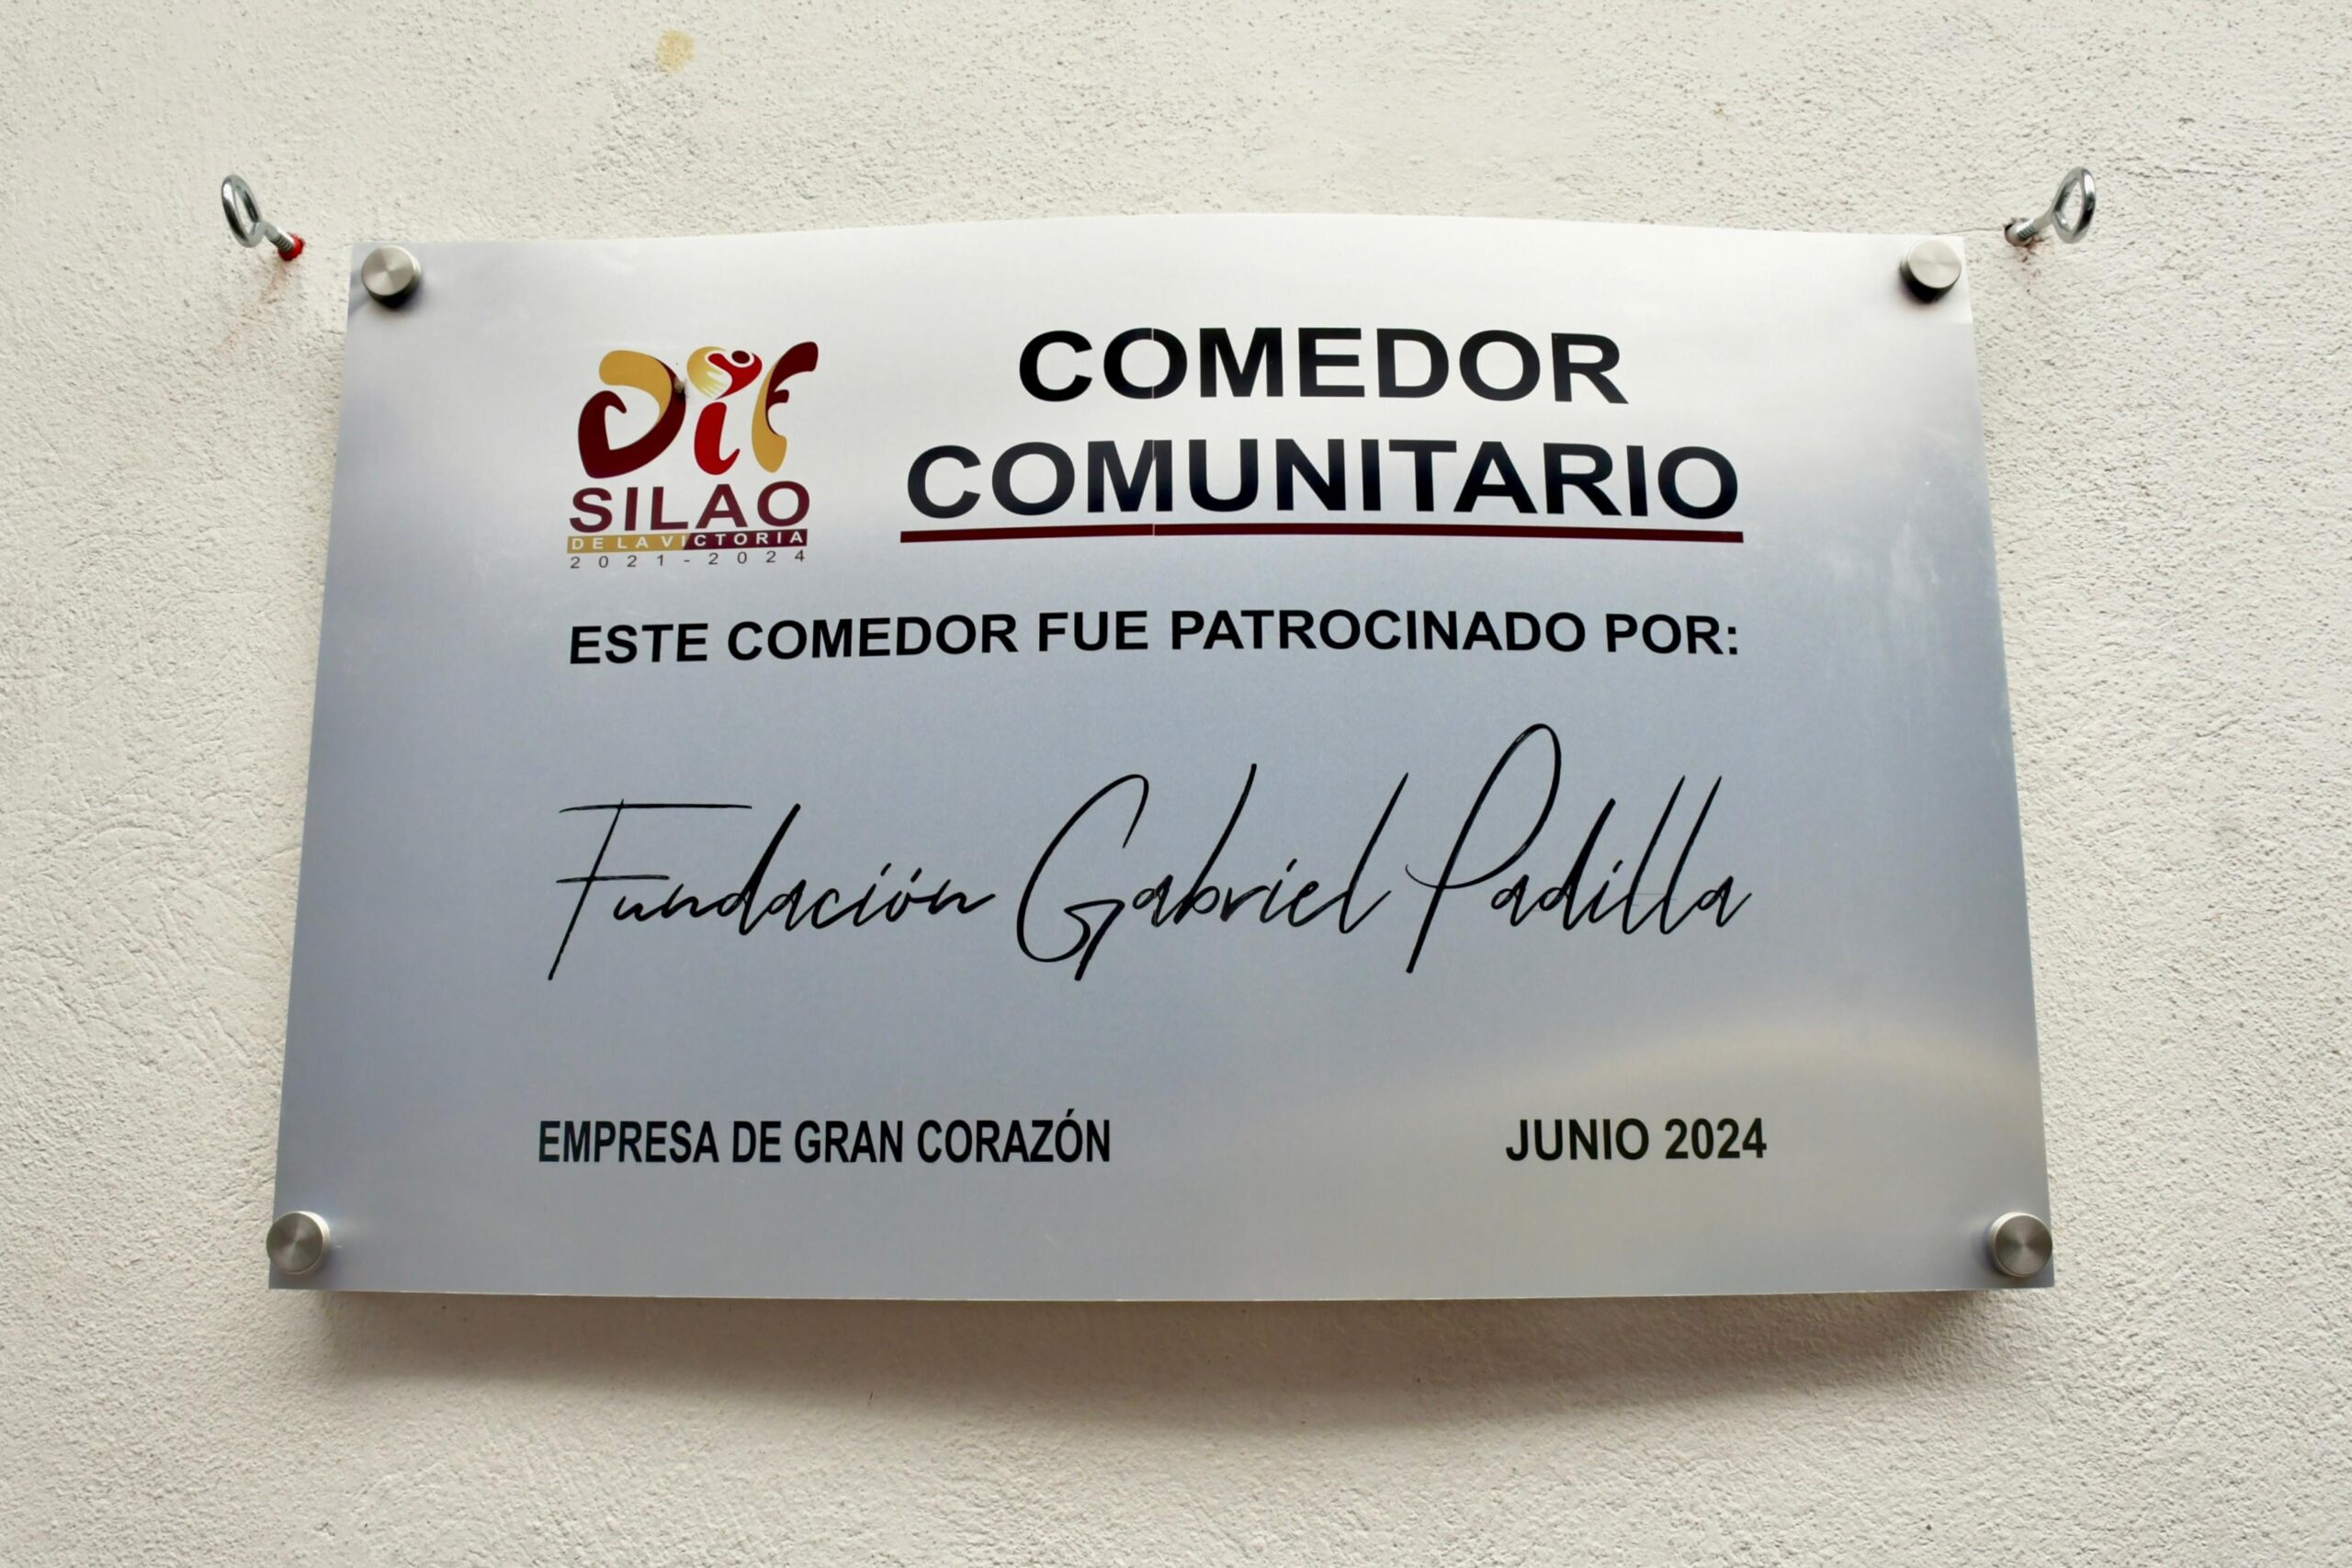 DIF
SILAO
DE LA VICTORIA
2021-2024
COMEDOR
COMUNITARIO
ESTE COMEDOR FUE PATROCINADO POR:
Fundación Gabriel Padilla
EMPRESA DE GRAN CORAZÓN
JUNIO 2024